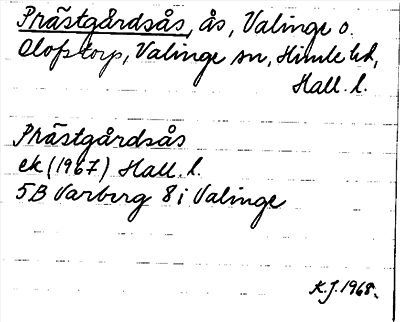 Prästgårdsås, ås, Valinge o.
Olofstorp, Valinge sn, Himle hd,
Hall. l.
Prästgårdsås
ek (1967) Hall. l.
5B Varberg 8 i Valinge
K.J. 1968.